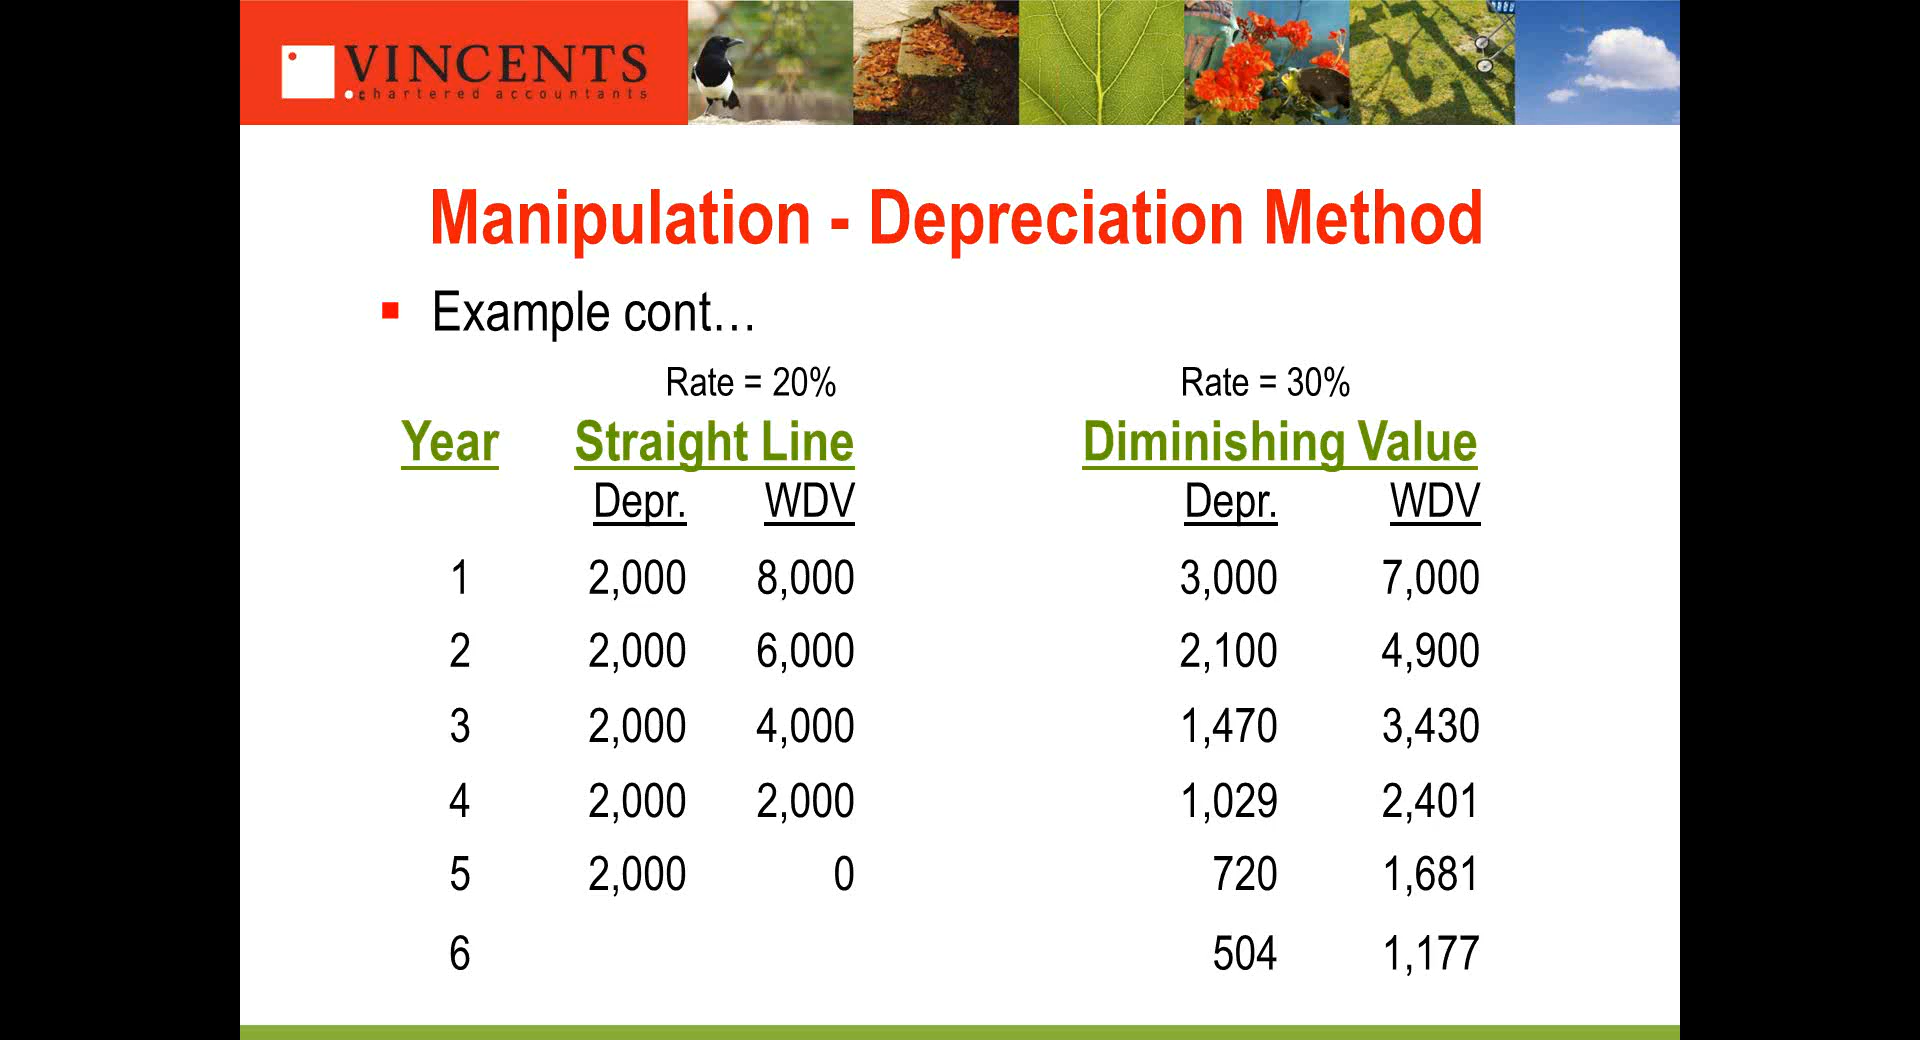 VINCENTS
chartered accountants
Manipulation - Depreciation Method
Example cont…
Rate = 20% Rate = 30%
Year Straight Line Diminishing Value
Depr. WDV Depr. WDV
1 2,000 8,000 3,000 7,000
2 2,000 6,000 2,100 4,900
3 2,000 4,000 1,470 3,430
4 2,000 2,000 1,029 2,401
5 2,000 0 720 1,681
6 504 1,177